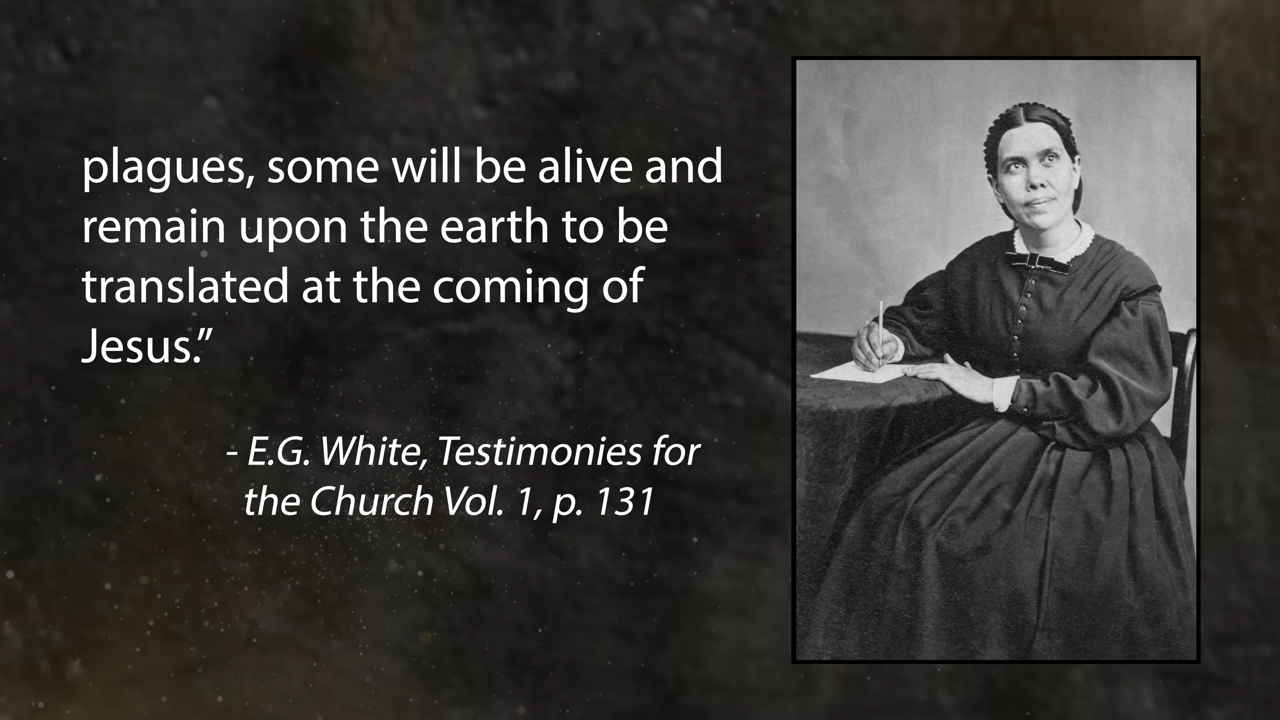 plagues, some will be alive and
remain upon the earth to be
translated at the coming of
Jesus.”
- E.G. White, Testimonies for
the Church Vol. 1, p. 131